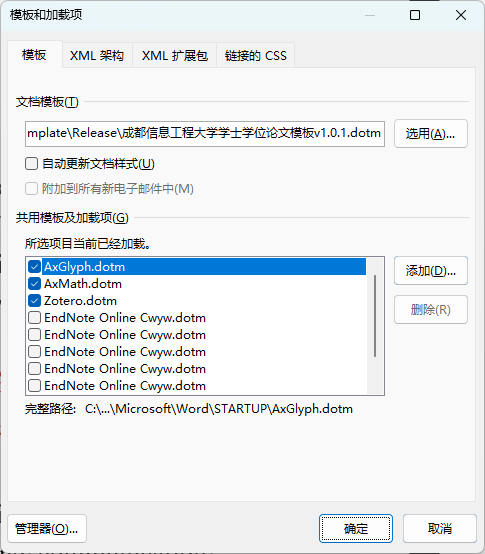 模板和加载项
模板 XML 架构 XML 扩展包 链接的 CSS
文档模板(T)
mplate\Release\成都信息工程大学学士学位论文模板v1.0.1.dotm 选用(A)...
自动更新文档样式(U)
附加到所有新电子邮件中(M)
共用模板及加载项(G)
所选项目当前已经加载。
AxGlyph.dotm 添加(D)...
AxMath.dotm
Zotero.dotm 删除(R)
EndNote Online Cwyw.dotm
EndNote Online Cwyw.dotm
EndNote Online Cwyw.dotm
EndNote Online Cwyw.dotm
EndNote Online Cwyw.dotm
完整路径: C:\...\Microsoft\Word\STARTUP\AxGlyph.dotm
管理器(O)... 确定 取消